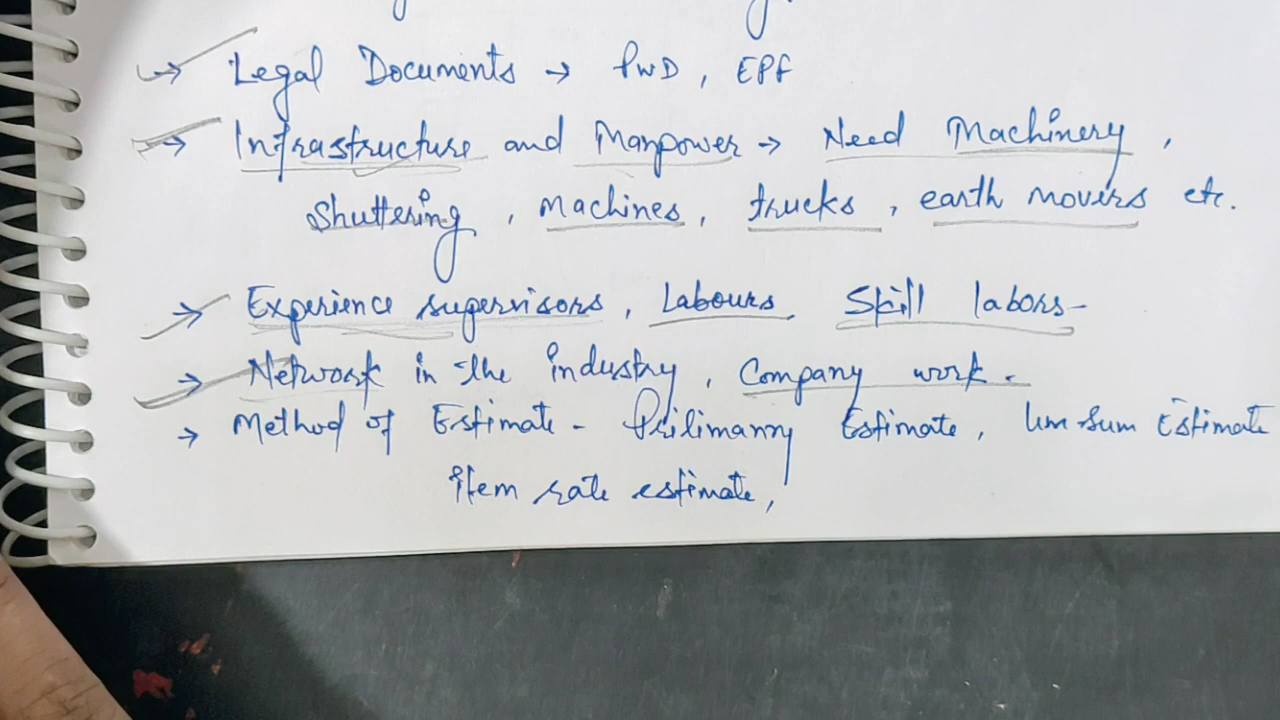 → Legal Documents → PWD, EPF
→ Infrastructure and Manpower → Need Machinery,
Shuttering, Machines, trucks, earth movers etc.
→ Experience supervisors, Labours, Skill labors-
→ Network in the industry, Company work.
→ Method of Estimate - Prilimanry Estimate, lum sum Estimate
item rate estimate,